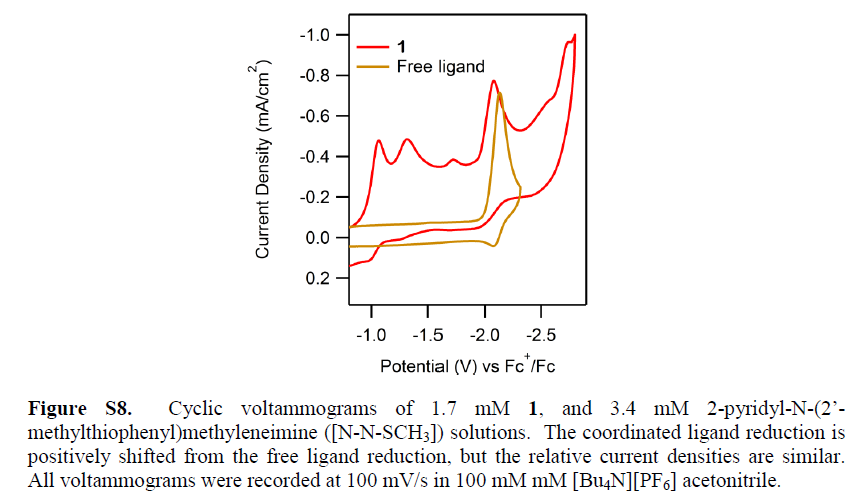 -1.0
-0.8
-0.6
-0.4
-0.2
0.0
0.2
Current Density (mA/cm²)
1
Free ligand
-1.0 -1.5 -2.0 -2.5
Potential (V) vs Fc⁺/Fc
Figure S8. Cyclic voltammograms of 1.7 mM 1, and 3.4 mM 2-pyridyl-N-(2’-
methylthiophenyl)methyleneimine ([N-N-SCH₃]) solutions. The coordinated ligand reduction is
positively shifted from the free ligand reduction, but the relative current densities are similar.
All voltammograms were recorded at 100 mV/s in 100 mM mM [Bu₄N][PF₆] acetonitrile.